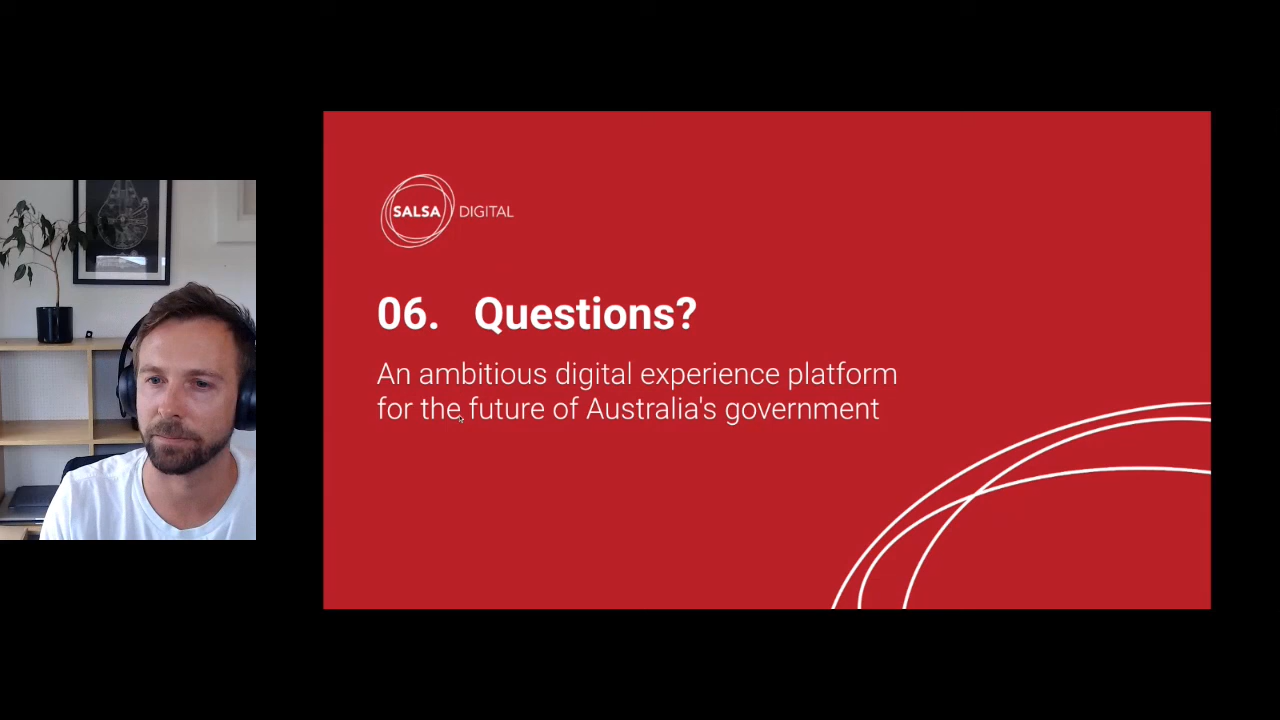 SALSA DIGITAL
06. Questions?
An ambitious digital experience platform
for the future of Australia's government